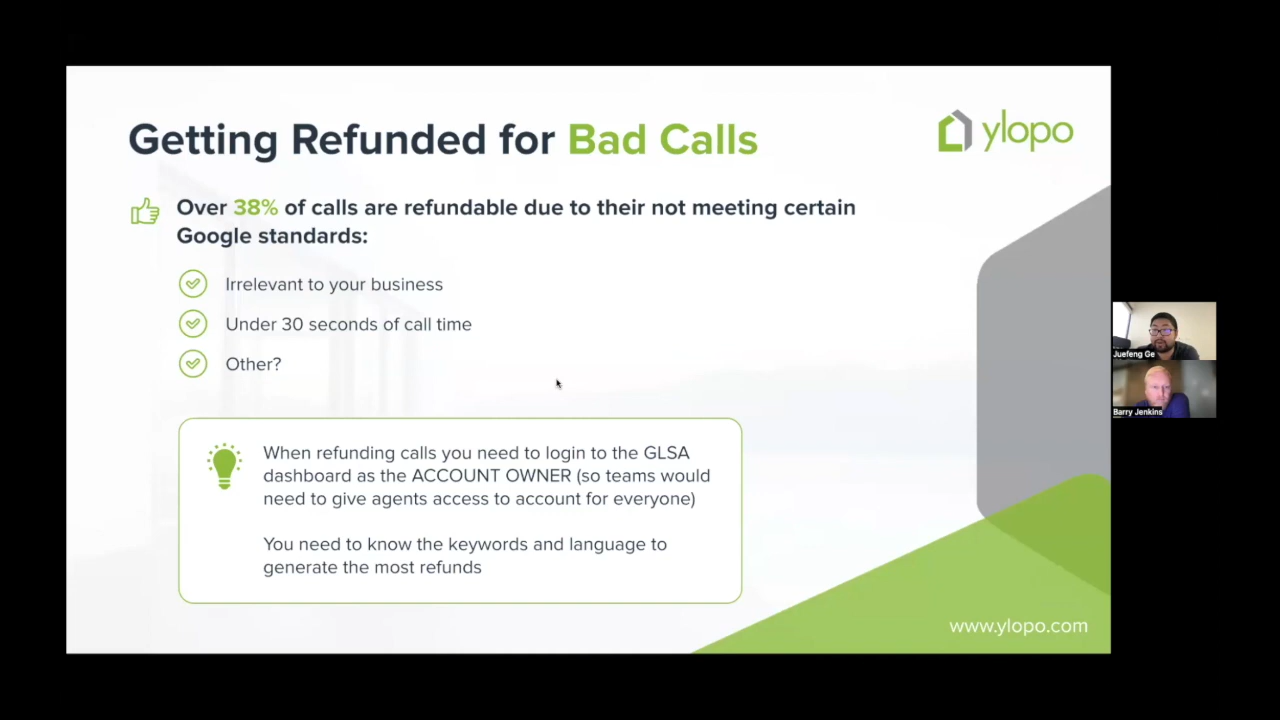 Getting Refunded for Bad Calls
ylopo
Over 38% of calls are refundable due to their not meeting certain
Google standards:
Irrelevant to your business
Under 30 seconds of call time
Other?
When refunding calls you need to login to the GLSA
dashboard as the ACCOUNT OWNER (so teams would
need to give agents access to account for everyone)
You need to know the keywords and language to
generate the most refunds
www.ylopo.com
Juefeng Ge
Barry Jenkins